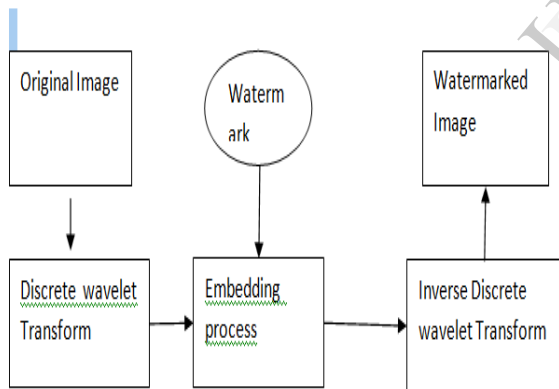 Original Image
Waterm
ark
Watermarked
Image
Discrete wavelet
Transform
Embedding
process
Inverse Discrete
wavelet Transform